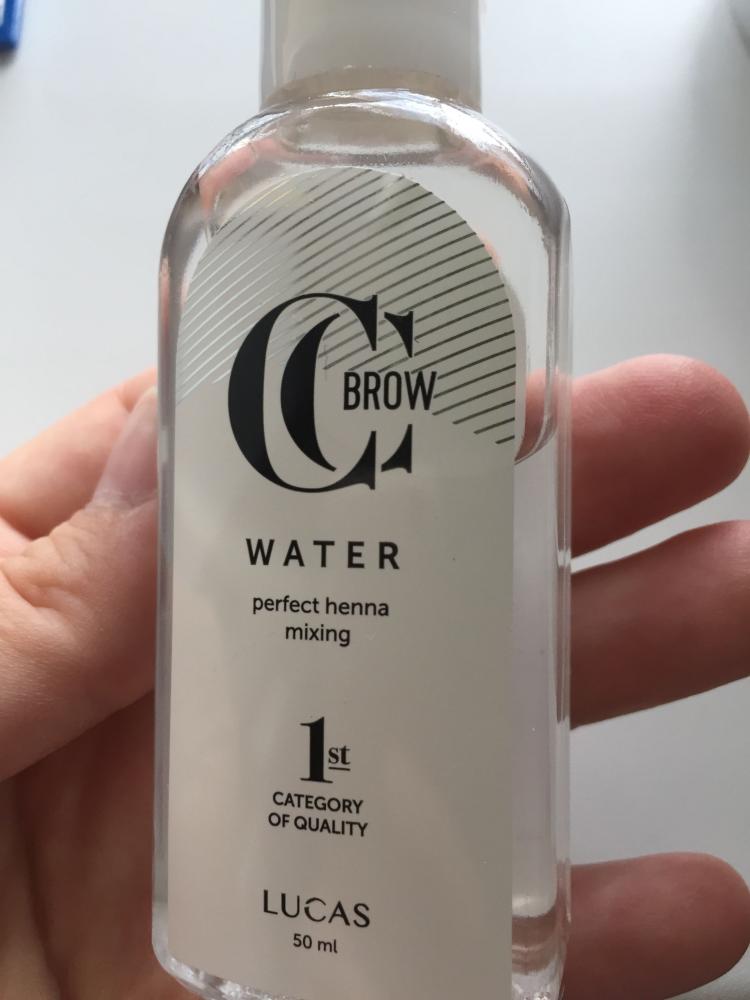 CC BROW
WATER
perfect henna
mixing
1st
CATEGORY
OF QUALITY
LUCAS
50 ml